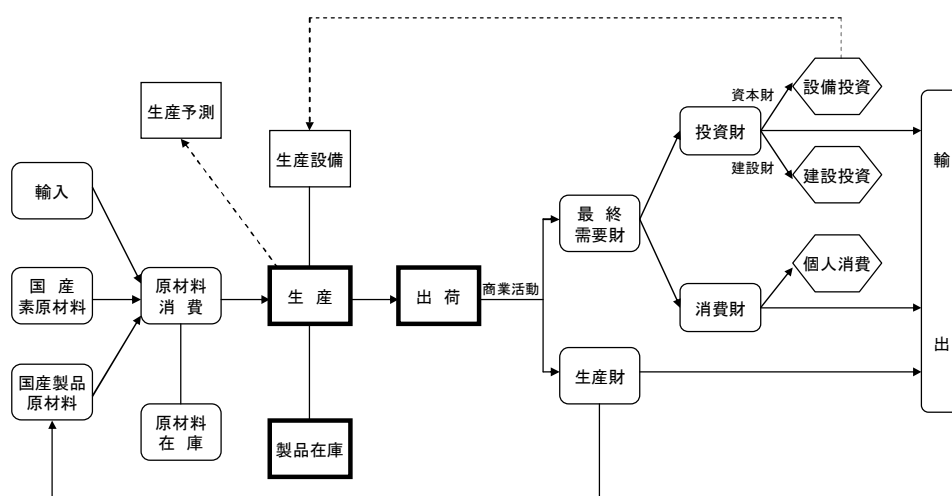 設備投資
資本財
生産予測
投資財
生産設備
建設財
輸
建設投資
輸入
最 終
需要財
個人消費
国 産
素原材料
原材料
消 費
生 産
出 荷
商業活動
消費財
出
国産製品
原材料
生産財
原材料
在 庫
製品在庫